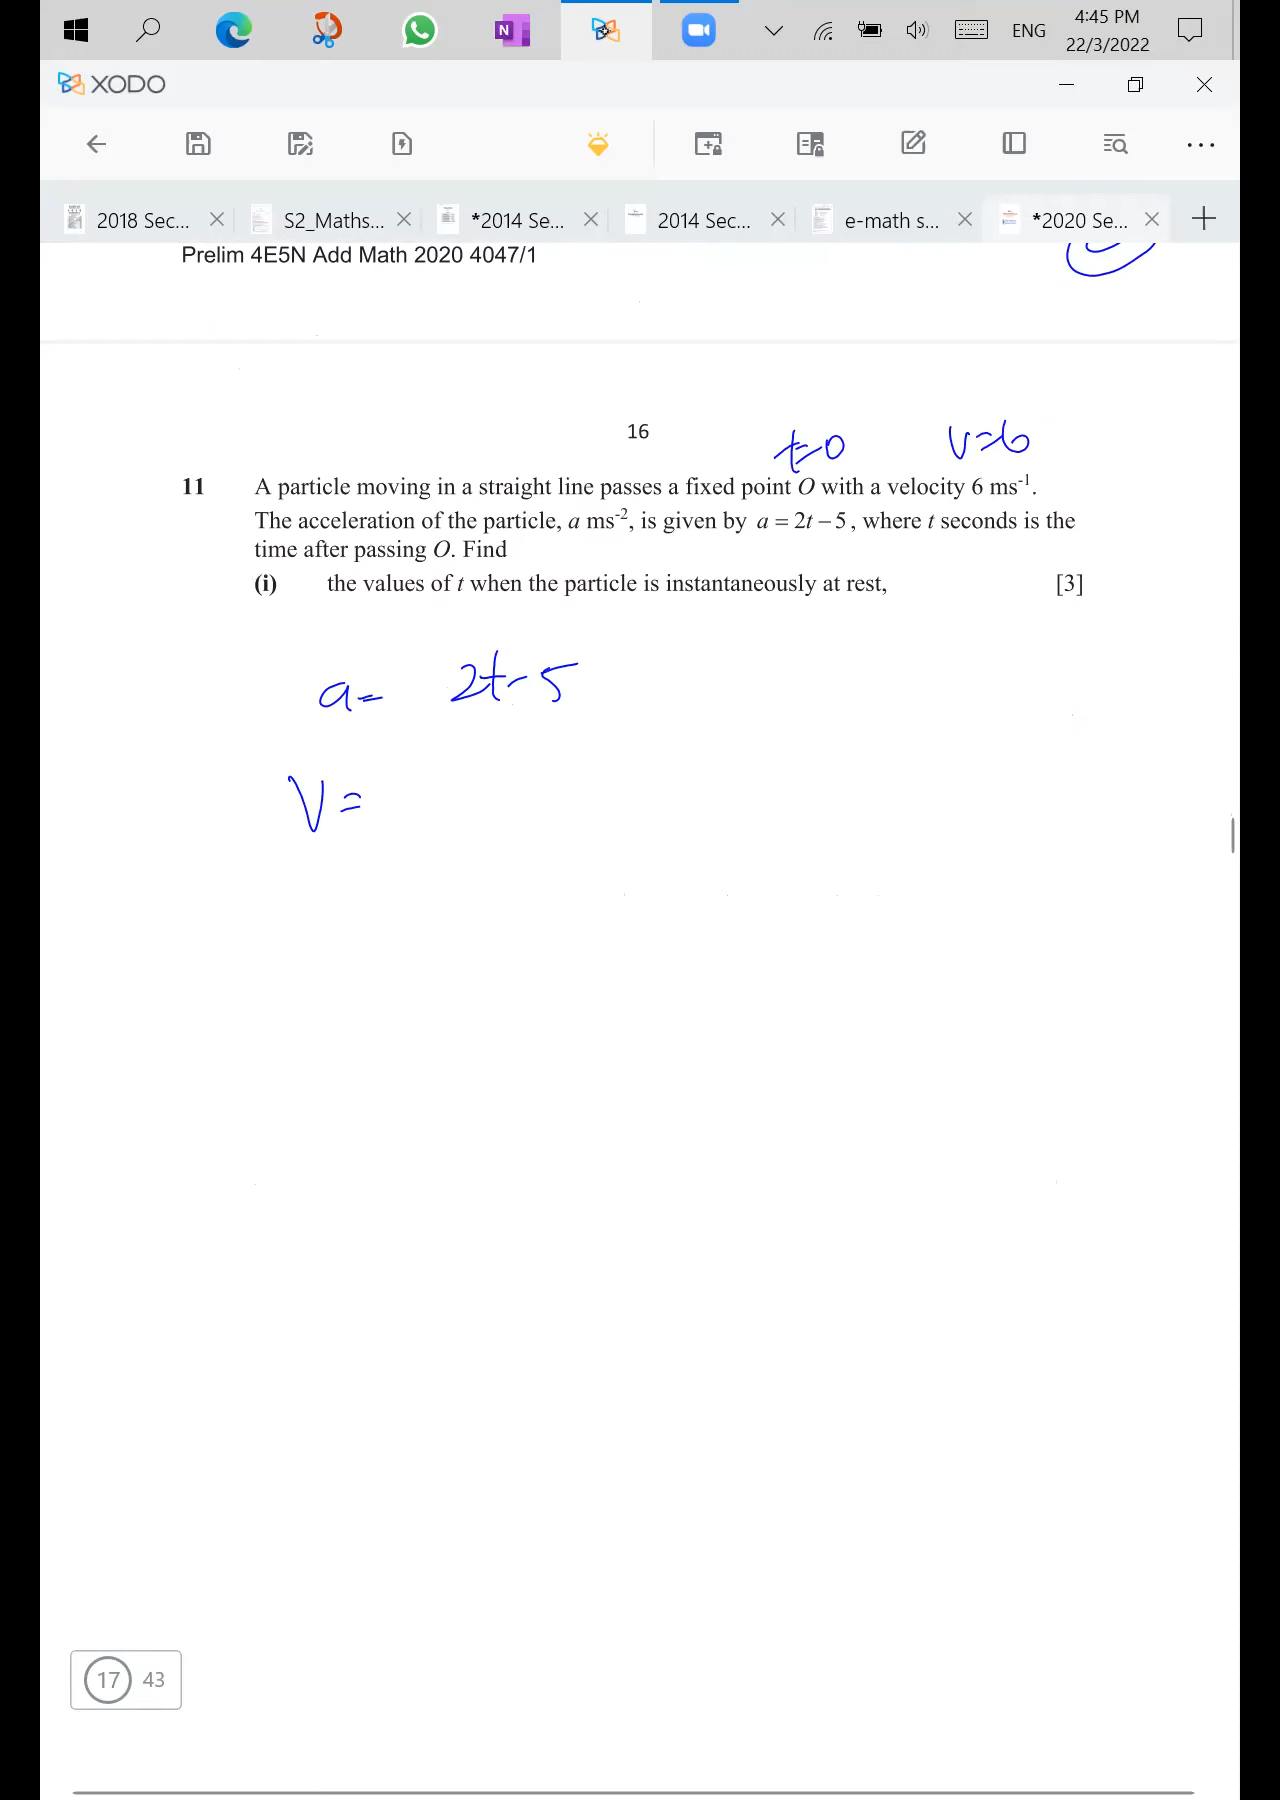 4:45 PM
ENG
22/3/2022
XODO
2018 Sec...
S2_Maths...
*2014 Se...
2014 Sec...
e-math s...
*2020 Se...
Prelim 4E5N Add Math 2020 4047/1
16
t=0 v=6
11 A particle moving in a straight line passes a fixed point O with a velocity 6 ms⁻¹.
The acceleration of the particle, a ms⁻², is given by a = 2t − 5, where t seconds is the
time after passing O. Find
(i) the values of t when the particle is instantaneously at rest, [3]
a= 2t-5
V=
17 43